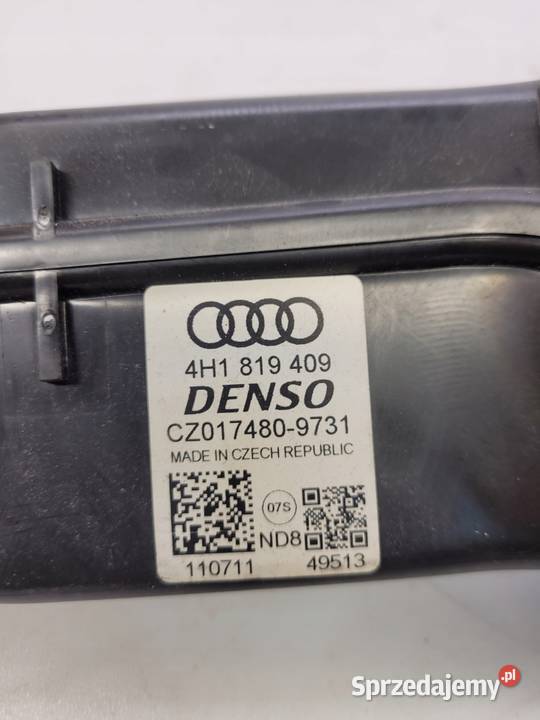 4H1 819 409
DENSO
CZ017480-9731
MADE IN CZECH REPUBLIC
07S
ND8
110711
49513
Sprzedajemy.pl